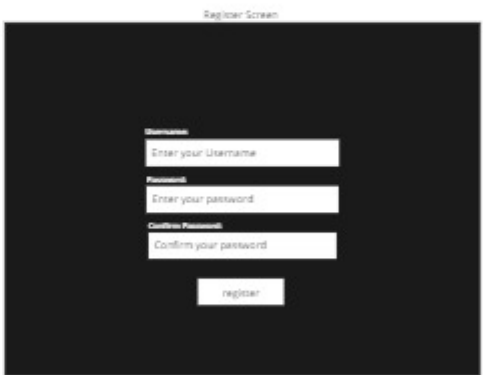 Register Screen
Username:
Enter your Username
Password:
Enter your password
Confirm Password:
Confirm your password
register